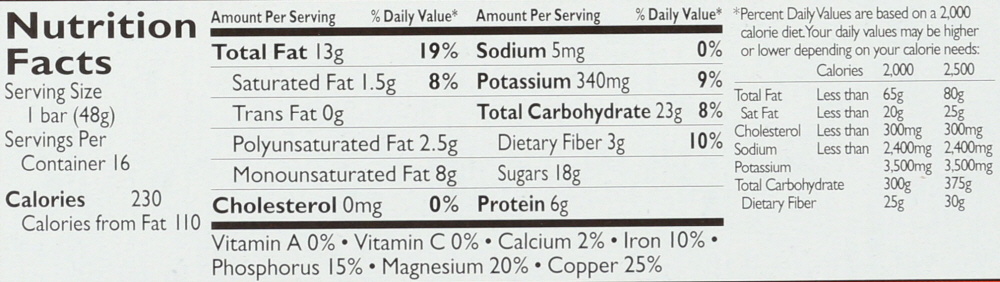 Nutrition
Facts
Serving Size
1 bar (48g)
Servings Per
Container 16
Calories 230
Calories from Fat 110
Amount Per Serving % Daily Value*
Total Fat 13g 19%
Saturated Fat 1.5g 8%
Trans Fat 0g
Polyunsaturated Fat 2.5g
Monounsaturated Fat 8g
Cholesterol 0mg 0%
Amount Per Serving % Daily Value*
Sodium 5mg 0%
Potassium 340mg 9%
Total Carbohydrate 23g 8%
Dietary Fiber 3g 10%
Sugars 18g
Protein 6g
Vitamin A 0% • Vitamin C 0% • Calcium 2% • Iron 10% •
Phosphorus 15% • Magnesium 20% • Copper 25%
*Percent Daily Values are based on a 2,000
calorie diet. Your daily values may be higher
or lower depending on your calorie needs:
Calories 2,000 2,500
Total Fat Less than 65g 80g
Sat Fat Less than 20g 25g
Cholesterol Less than 300mg 300mg
Sodium Less than 2,400mg 2,400mg
Potassium 3,500mg 3,500mg
Total Carbohydrate 300g 375g
Dietary Fiber 25g 30g